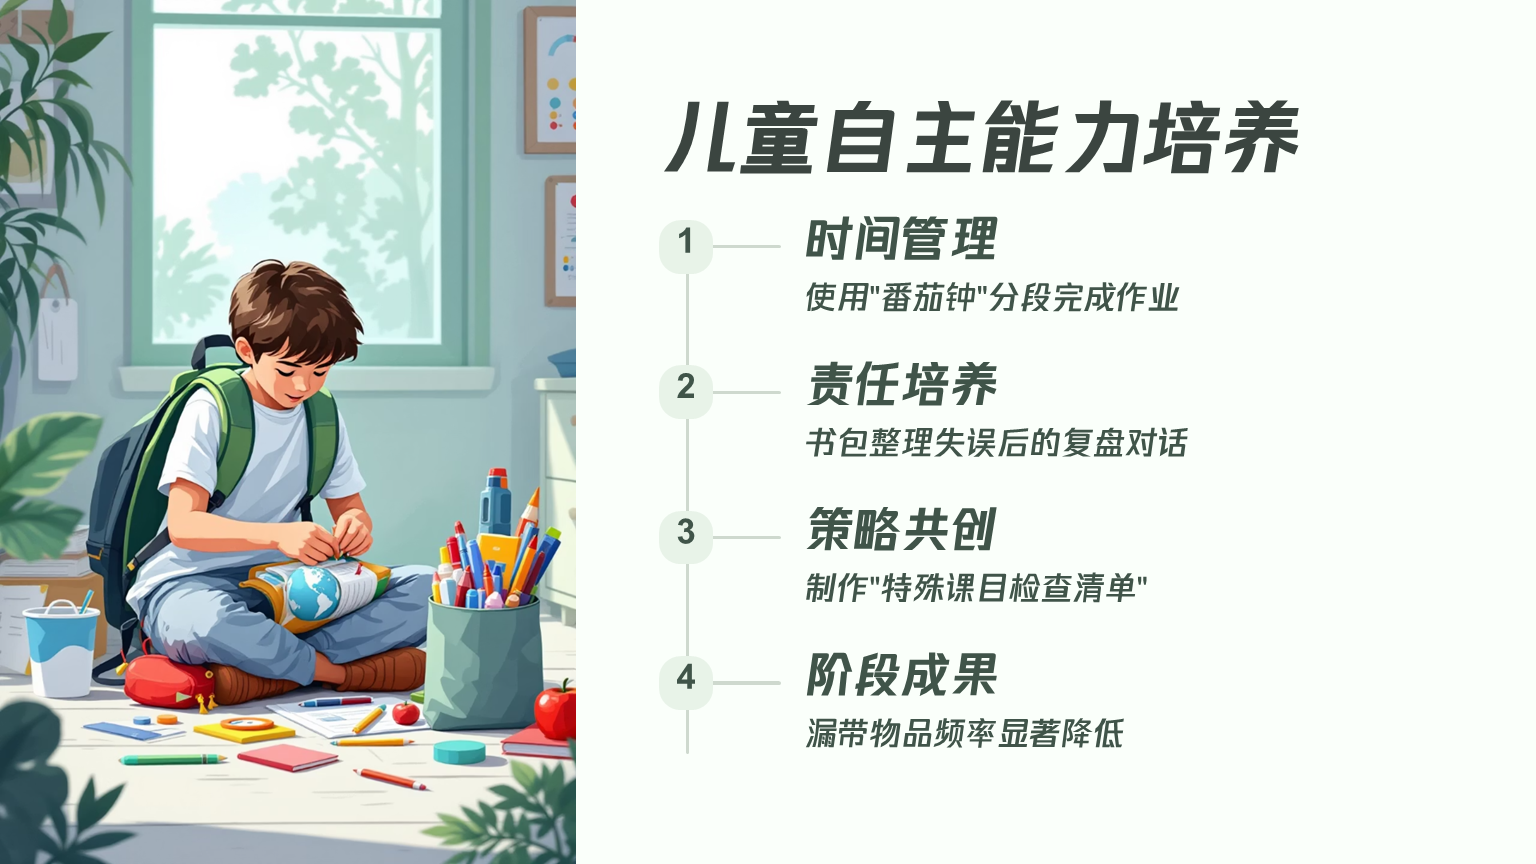 儿童自主能力培养
1
时间管理
使用"番茄钟"分段完成作业
2
责任培养
书包整理失误后的复盘对话
3
策略共创
制作"特殊课目检查清单"
4
阶段成果
漏带物品频率显著降低